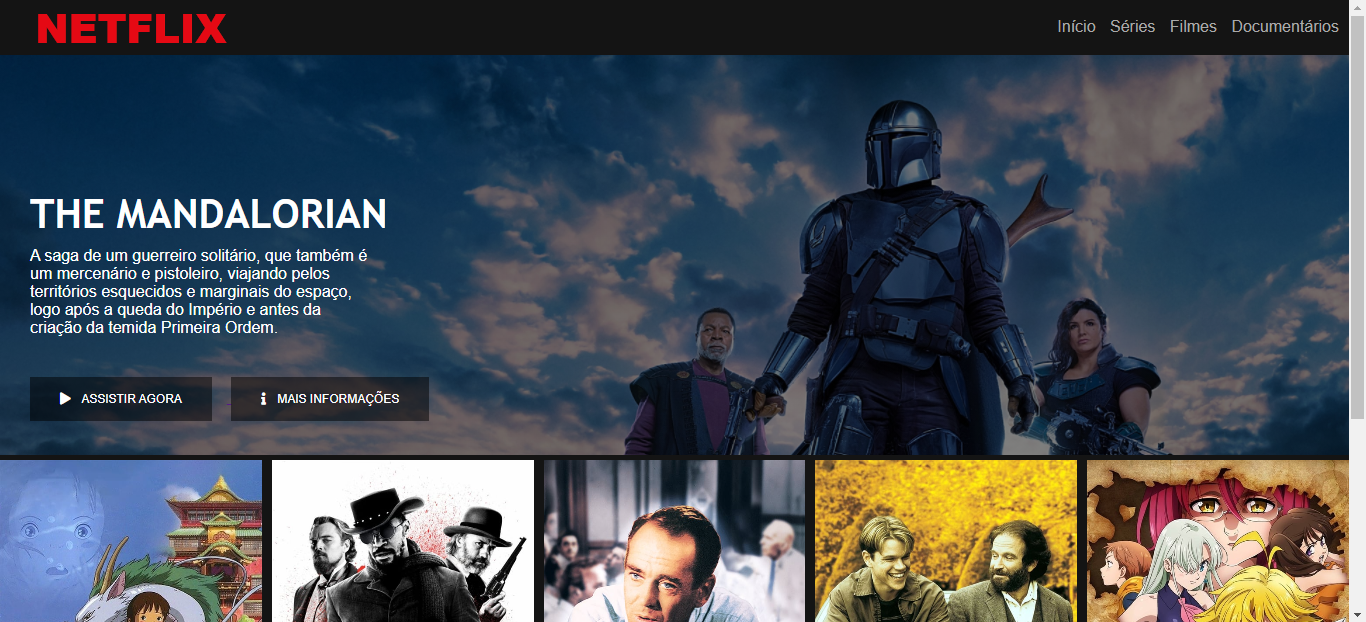 NETFLIX
Início Séries Filmes Documentários
THE MANDALORIAN
A saga de um guerreiro solitário, que também é
um mercenário e pistoleiro, viajando pelos
territórios esquecidos e marginais do espaço,
logo após a queda do Império e antes da
criação da temida Primeira Ordem.
ASSISTIR AGORA
MAIS INFORMAÇÕES